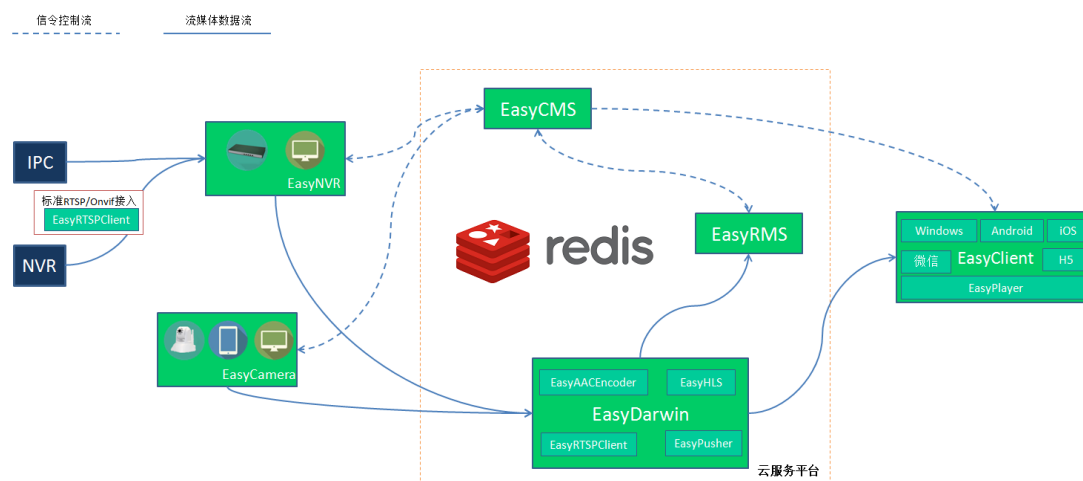 信令控制流
流媒体数据流
EasyCMS
IPC
EasyNVR
标准RTSP/Onvif接入
EasyRTSPClient
NVR
redis
EasyRMS
Windows
Android
iOS
微信
EasyClient
H5
EasyPlayer
EasyCamera
EasyAACEncoder
EasyHLS
EasyDarwin
EasyRTSPClient
EasyPusher
云服务平台